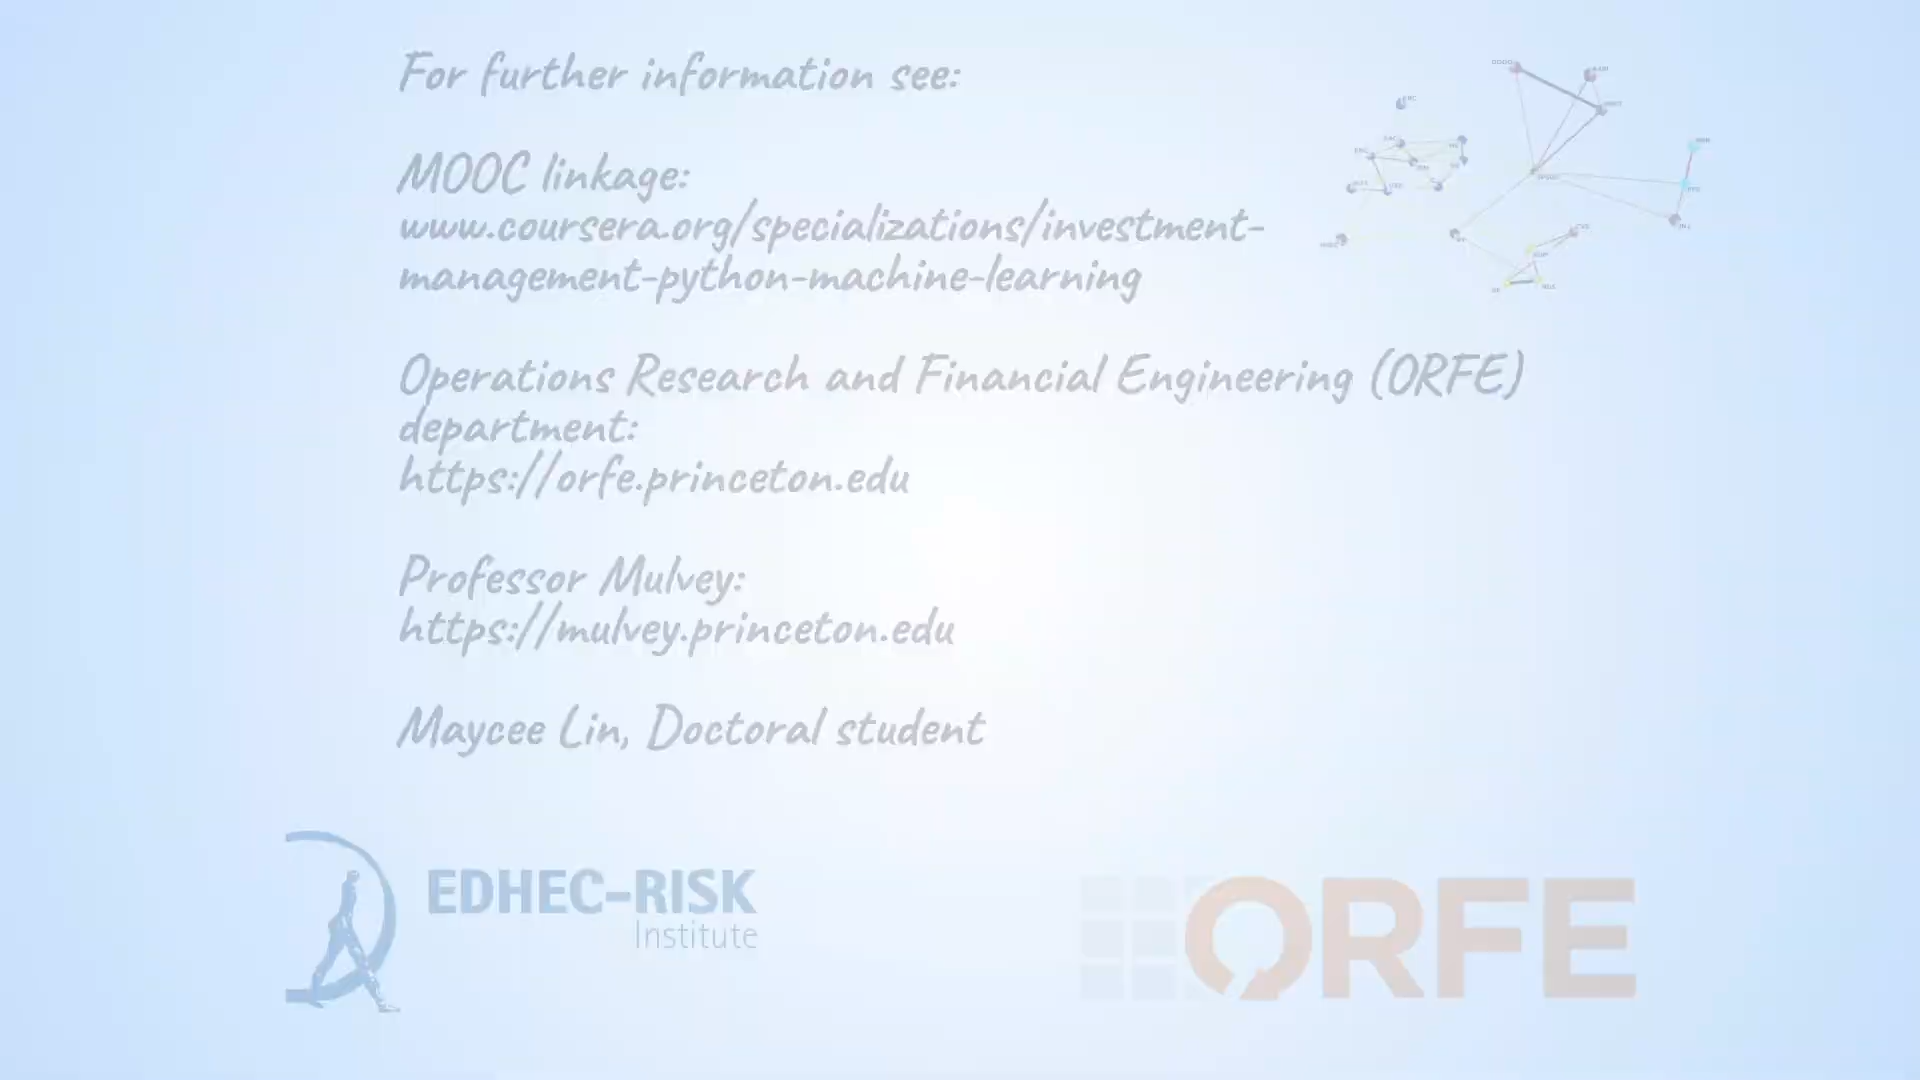 For further information see:
MOOC linkage:
www.coursera.org/specializations/investment-
management-python-machine-learning
Operations Research and Financial Engineering (ORFE)
department:
https://orfe.princeton.edu
Professor Mulvey:
https://mulvey.princeton.edu
Maycee Lin, Doctoral student
EDHEC-RISK
Institute
ORFE